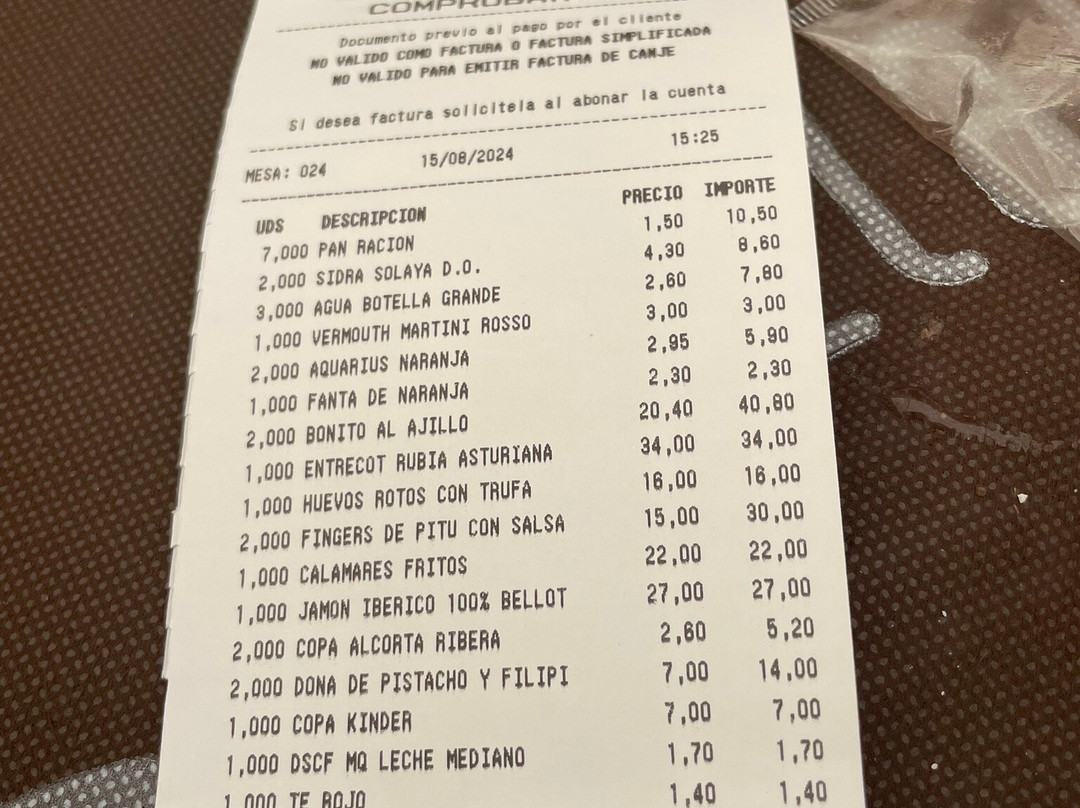 Documento previo al pago por el cliente
NO VALIDO COMO FACTURA O FACTURA SIMPLIFICADA
NO VALIDO PARA EMITIR FACTURA DE CANJE
Si desea factura solicitela al abonar la cuenta
MESA: 024 15/08/2024 15:25
UDS DESCRIPCION PRECIO IMPORTE
7,000 PAN RACION 1,50 10,50
2,000 SIDRA SOLAYA D.O. 4,30 8,60
3,000 AGUA BOTELLA GRANDE 2,60 7,80
1,000 VERMOUTH MARTINI ROSSO 3,00 3,00
2,000 AQUARIUS NARANJA 2,95 5,90
1,000 FANTA DE NARANJA 2,30 2,30
2,000 BONITO AL AJILLO 20,40 40,80
1,000 ENTRECOT RUBIA ASTURIANA 34,00 34,00
1,000 HUEVOS ROTOS CON TRUFA 16,00 16,00
2,000 FINGERS DE PITU CON SALSA 15,00 30,00
1,000 CALAMARES FRITOS 22,00 22,00
1,000 JAMON IBERICO 100% BELLOT 27,00 27,00
2,000 COPA ALCORTA RIBERA 2,60 5,20
2,000 DONA DE PISTACHO Y FILIPI 7,00 14,00
1,000 COPA KINDER 7,00 7,00
1,000 DSCF MQ LECHE MEDIANO 1,70 1,70
1,000 TE ROJO 1,40 1,40